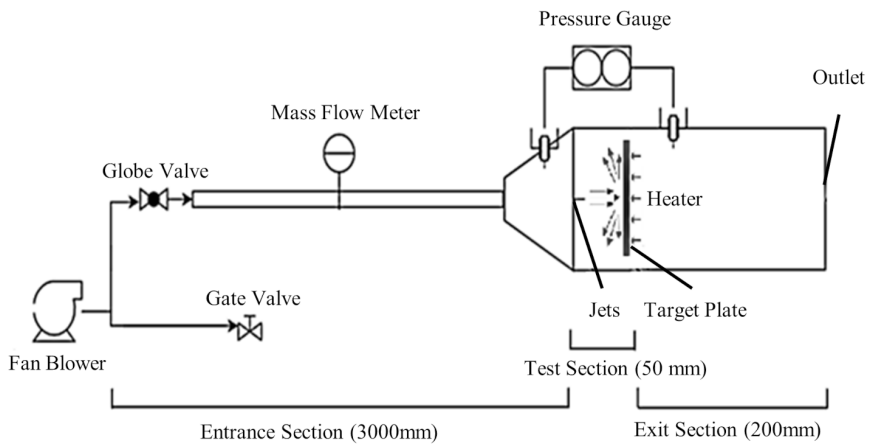 Pressure Gauge
Outlet
Mass Flow Meter
Globe Valve
Heater
Gate Valve
Jets
Target Plate
Fan Blower
Test Section (50 mm)
Entrance Section (3000mm)
Exit Section (200mm)